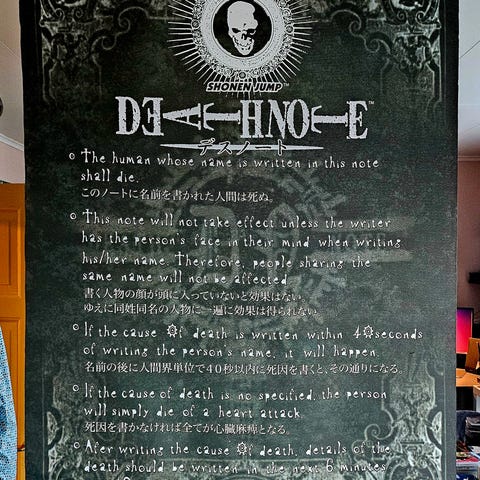 SHONEN JUMP™
DEATH NOTE™
デスノート
The human whose name is written in this note
shall die.
このノートに名前を書かれた人間は死ぬ。
This note will not take effect unless the writer
has the person's face in their mind when writing
his/her name. Therefore, people sharing the
same name will not be affected.
書く人物の顔が頭に入っていないと効果はない。
ゆえに同姓同名の人物に一遍に効果は得られない。
If the cause of death is written within 40seconds
of writing the person's name, it will happen.
名前の後に人間界単位で40秒以内に死因を書くと、その通りになる。
If the cause of death is no specified, the person
will simply die of a heart attack.
死因を書かなければ全てが心臓麻痺となる。
Afer writing the cause of death, details of the
death should be written in the next 6 minutes